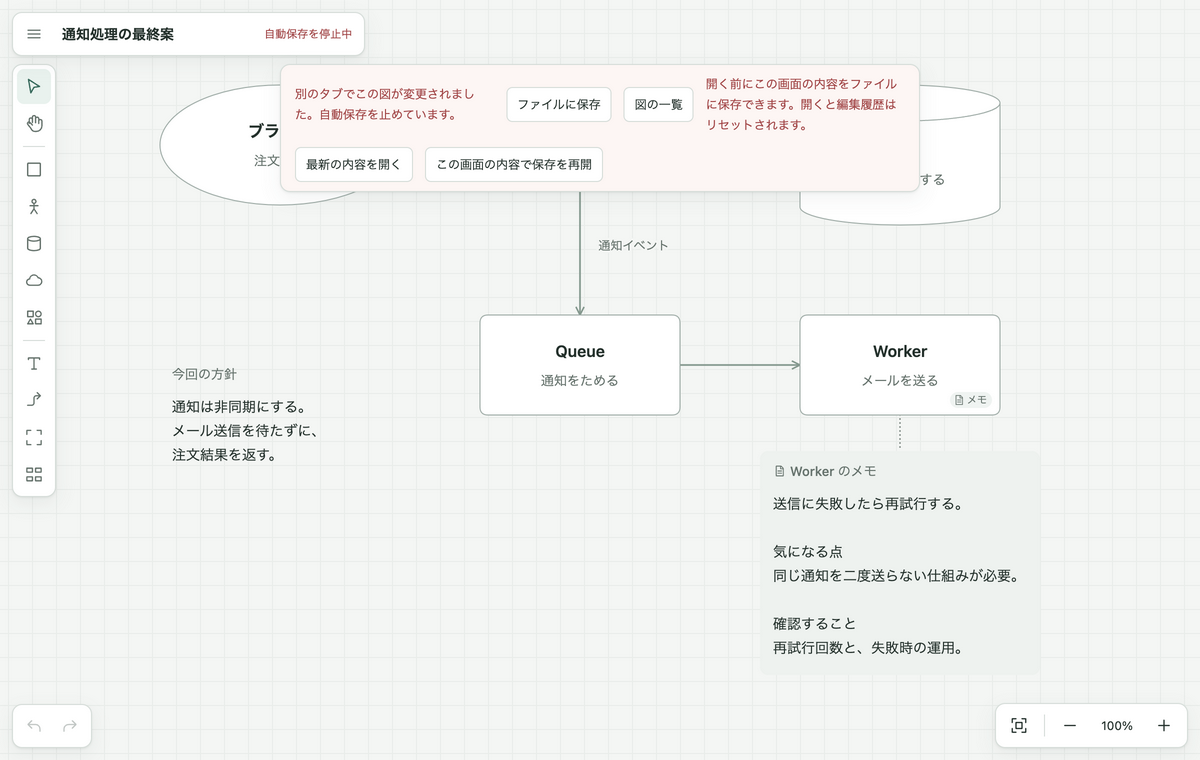 通知処理の最終案
自動保存を停止中
別のタブでこの図が変更されまし
た。自動保存を止めています。
ファイルに保存
図の一覧
開く前にこの画面の内容をファイル
に保存できます。開くと編集履歴は
リセットされます。
最新の内容を開く
この画面の内容で保存を再開
ブラ
注文
する
通知イベント
Queue
通知をためる
Worker
メールを送る
メモ
今回の方針
通知は非同期にする。
メール送信を待たずに、
注文結果を返す。
Worker のメモ
送信に失敗したら再試行する。
気になる点
同じ通知を二度送らない仕組みが必要。
確認すること
再試行回数と、失敗時の運用。
100%